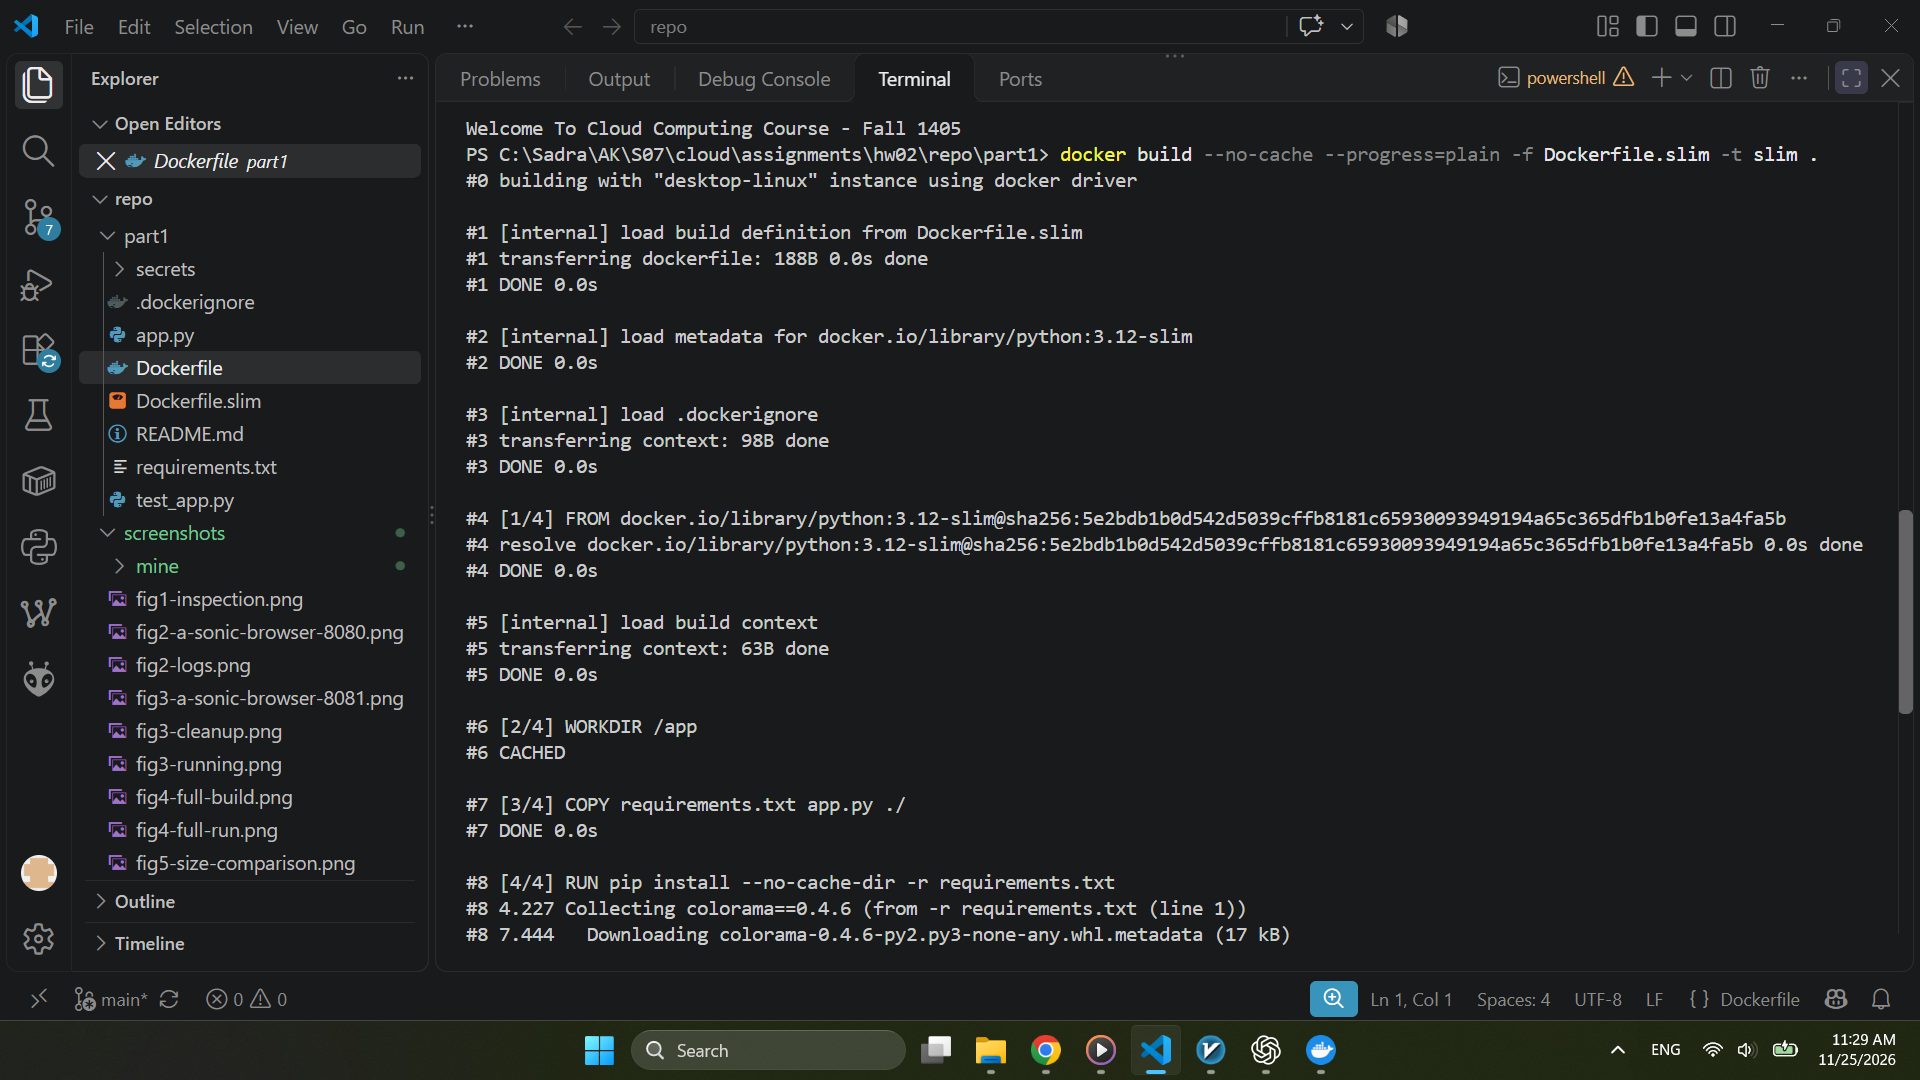 File Edit Selection View Go Run ··· repo
Explorer ···
Open Editors
Dockerfile part1
repo
part1
secrets
.dockerignore
app.py
Dockerfile
Dockerfile.slim
README.md
requirements.txt
test_app.py
screenshots
mine
fig1-inspection.png
fig2-a-sonic-browser-8080.png
fig2-logs.png
fig3-a-sonic-browser-8081.png
fig3-cleanup.png
fig3-running.png
fig4-full-build.png
fig4-full-run.png
fig5-size-comparison.png
Outline
Timeline
7
Problems Output Debug Console Terminal Ports powershell
Welcome To Cloud Computing Course - Fall 1405
PS C:\Sadra\AK\S07\cloud\assignments\hw02\repo\part1> docker build --no-cache --progress=plain -f Dockerfile.slim -t slim .
#0 building with "desktop-linux" instance using docker driver
#1 [internal] load build definition from Dockerfile.slim
#1 transferring dockerfile: 188B 0.0s done
#1 DONE 0.0s
#2 [internal] load metadata for docker.io/library/python:3.12-slim
#2 DONE 0.0s
#3 [internal] load .dockerignore
#3 transferring context: 98B done
#3 DONE 0.0s
#4 [1/4] FROM docker.io/library/python:3.12-slim@sha256:5e2bdb1b0d542d5039cffb8181c65930093949194a65c365dfb1b0fe13a4fa5b
#4 resolve docker.io/library/python:3.12-slim@sha256:5e2bdb1b0d542d5039cffb8181c65930093949194a65c365dfb1b0fe13a4fa5b 0.0s done
#4 DONE 0.0s
#5 [internal] load build context
#5 transferring context: 63B done
#5 DONE 0.0s
#6 [2/4] WORKDIR /app
#6 CACHED
#7 [3/4] COPY requirements.txt app.py ./
#7 DONE 0.0s
#8 [4/4] RUN pip install --no-cache-dir -r requirements.txt
#8 4.227 Collecting colorama==0.4.6 (from -r requirements.txt (line 1))
#8 7.444   Downloading colorama-0.4.6-py2.py3-none-any.whl.metadata (17 kB)
main* 0 0 Ln 1, Col 1 Spaces: 4 UTF-8 LF { } Dockerfile
Search ENG 11:29 AM
11/25/2026